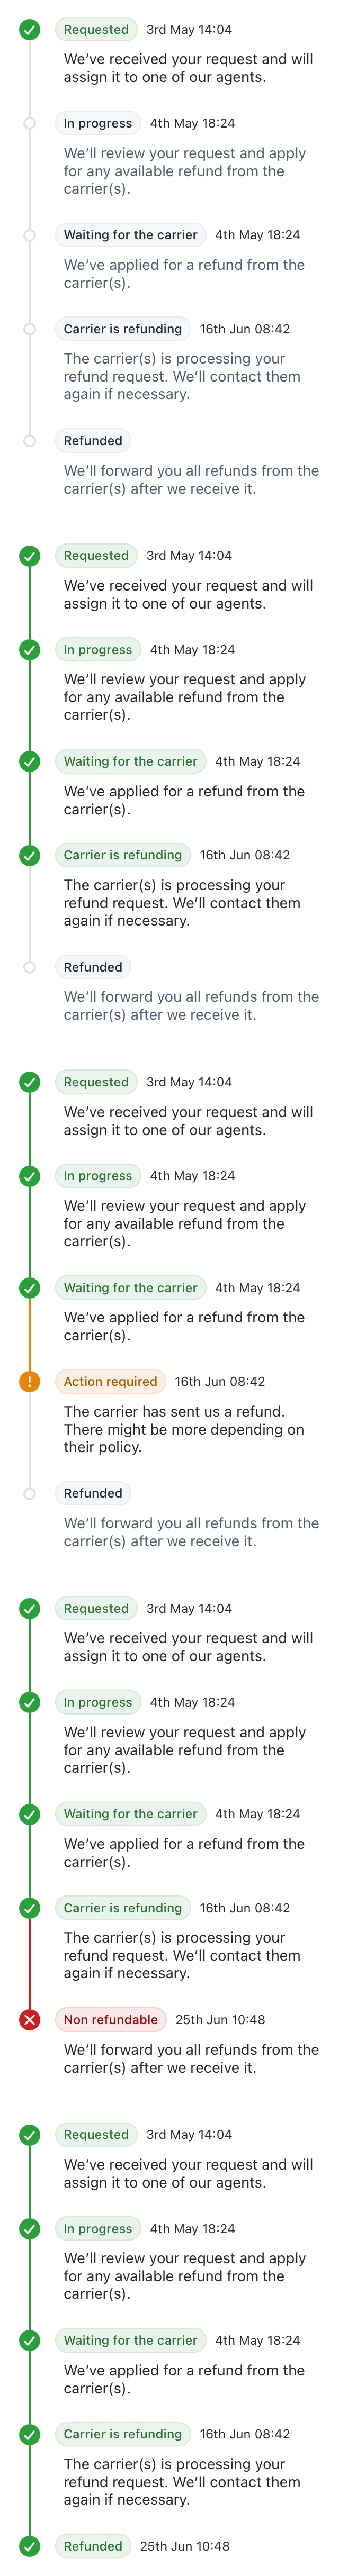 Requested 3rd May 14:04
We’ve received your request and will
assign it to one of our agents.
In progress 4th May 18:24
We’ll review your request and apply
for any available refund from the
carrier(s).
Waiting for the carrier 4th May 18:24
We’ve applied for a refund from the
carrier(s).
Carrier is refunding 16th Jun 08:42
The carrier(s) is processing your
refund request. We’ll contact them
again if necessary.
Refunded
We’ll forward you all refunds from the
carrier(s) after we receive it.
Requested 3rd May 14:04
We’ve received your request and will
assign it to one of our agents.
In progress 4th May 18:24
We’ll review your request and apply
for any available refund from the
carrier(s).
Waiting for the carrier 4th May 18:24
We’ve applied for a refund from the
carrier(s).
Carrier is refunding 16th Jun 08:42
The carrier(s) is processing your
refund request. We’ll contact them
again if necessary.
Refunded
We’ll forward you all refunds from the
carrier(s) after we receive it.
Requested 3rd May 14:04
We’ve received your request and will
assign it to one of our agents.
In progress 4th May 18:24
We’ll review your request and apply
for any available refund from the
carrier(s).
Waiting for the carrier 4th May 18:24
We’ve applied for a refund from the
carrier(s).
Action required 16th Jun 08:42
The carrier has sent us a refund.
There might be more depending on
their policy.
Refunded
We’ll forward you all refunds from the
carrier(s) after we receive it.
Requested 3rd May 14:04
We’ve received your request and will
assign it to one of our agents.
In progress 4th May 18:24
We’ll review your request and apply
for any available refund from the
carrier(s).
Waiting for the carrier 4th May 18:24
We’ve applied for a refund from the
carrier(s).
Carrier is refunding 16th Jun 08:42
The carrier(s) is processing your
refund request. We’ll contact them
again if necessary.
Non refundable 25th Jun 10:48
We’ll forward you all refunds from the
carrier(s) after we receive it.
Requested 3rd May 14:04
We’ve received your request and will
assign it to one of our agents.
In progress 4th May 18:24
We’ll review your request and apply
for any available refund from the
carrier(s).
Waiting for the carrier 4th May 18:24
We’ve applied for a refund from the
carrier(s).
Carrier is refunding 16th Jun 08:42
The carrier(s) is processing your
refund request. We’ll contact them
again if necessary.
Refunded 25th Jun 10:48